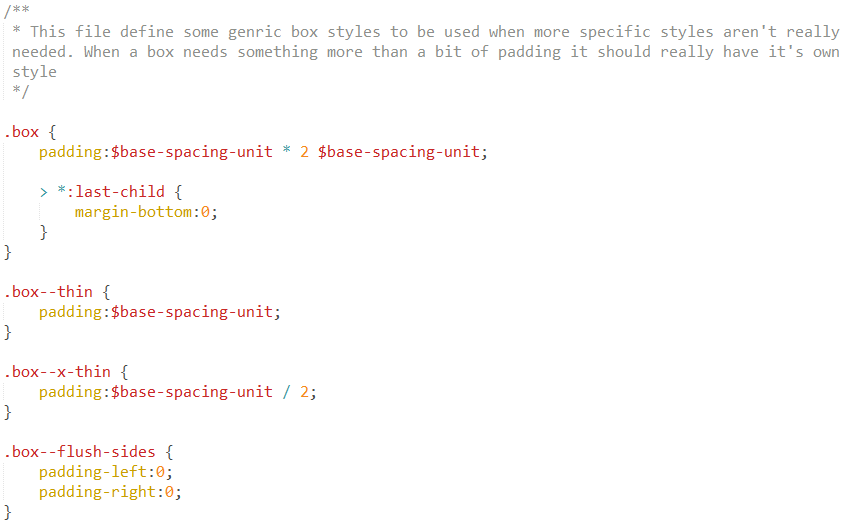 /**
 * This file define some genric box styles to be used when more specific styles aren't really
 needed. When a box needs something more than a bit of padding it should really have it's own
 style
 */

.box {
    padding:$base-spacing-unit * 2 $base-spacing-unit;

    > *:last-child {
        margin-bottom:0;
    }
}

.box--thin {
    padding:$base-spacing-unit;
}

.box--x-thin {
    padding:$base-spacing-unit / 2;
}

.box--flush-sides {
    padding-left:0;
    padding-right:0;
}